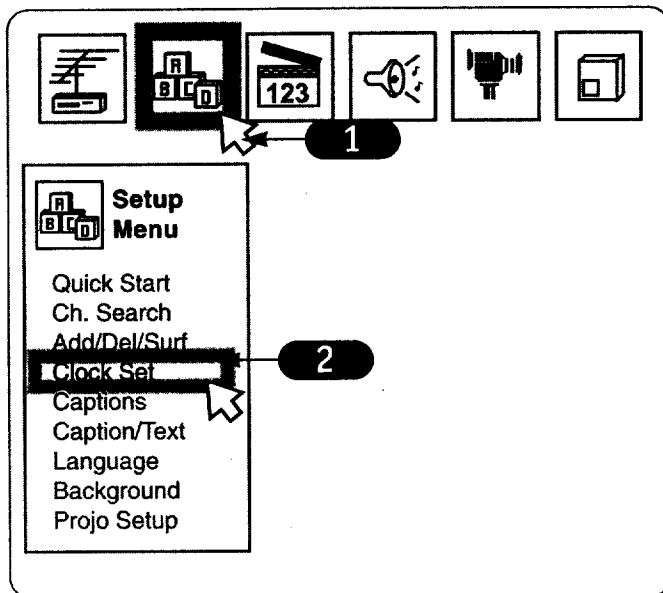 R
B C D
123
1
R
B C D
Setup
Menu
Quick Start
Ch. Search
Add/Del/Surf
Clock Set
2
Captions
Caption/Text
Language
Background
Projo Setup